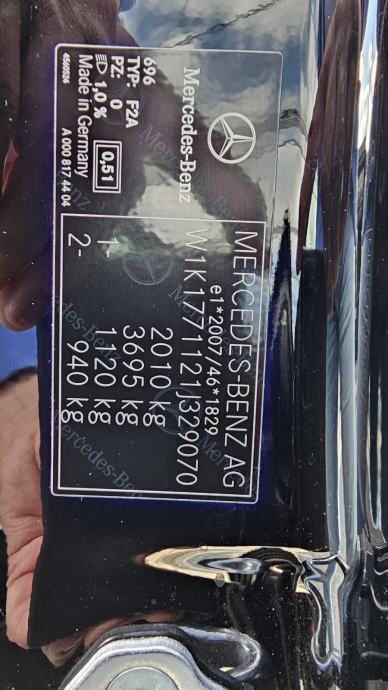 MERCEDES-BENZ AG
e1*2007/46*1829
W1K1771121J329070
2010 kg
3695 kg
1- 1120 kg
2- 940 kg
Mercedes-Benz
696
TYP: F2A
PZ: 0
1,0%
0,51
Made in Germany
4560526
A 000 817 44 04